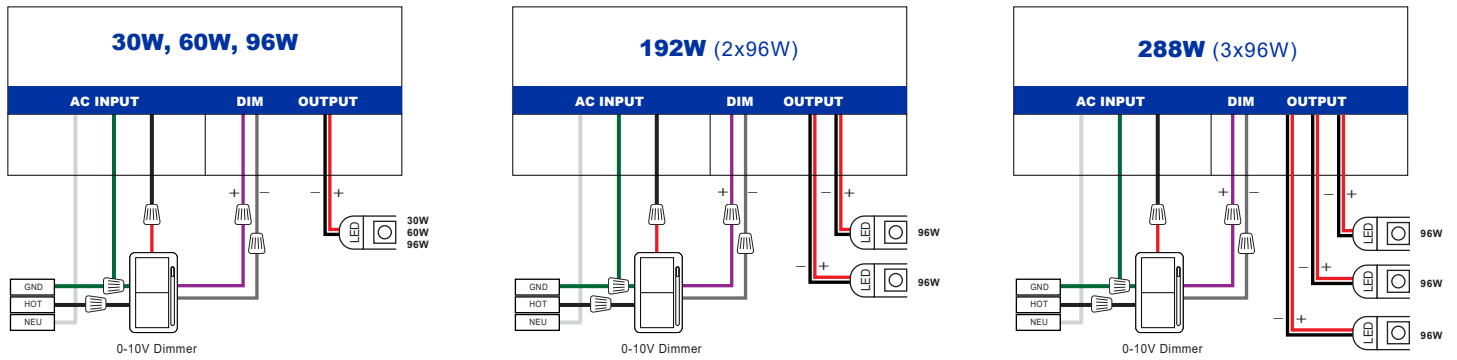 30W, 60W, 96W
AC INPUT DIM OUTPUT
+ −
− +
LED
30W
60W
96W
GND
HOT
NEU
0-10V Dimmer
192W (2x96W)
AC INPUT DIM OUTPUT
+ −
− +
LED
96W
− +
LED
96W
GND
HOT
NEU
0-10V Dimmer
288W (3x96W)
AC INPUT DIM OUTPUT
+ −
− +
LED
96W
− +
LED
96W
− +
LED
96W
GND
HOT
NEU
0-10V Dimmer